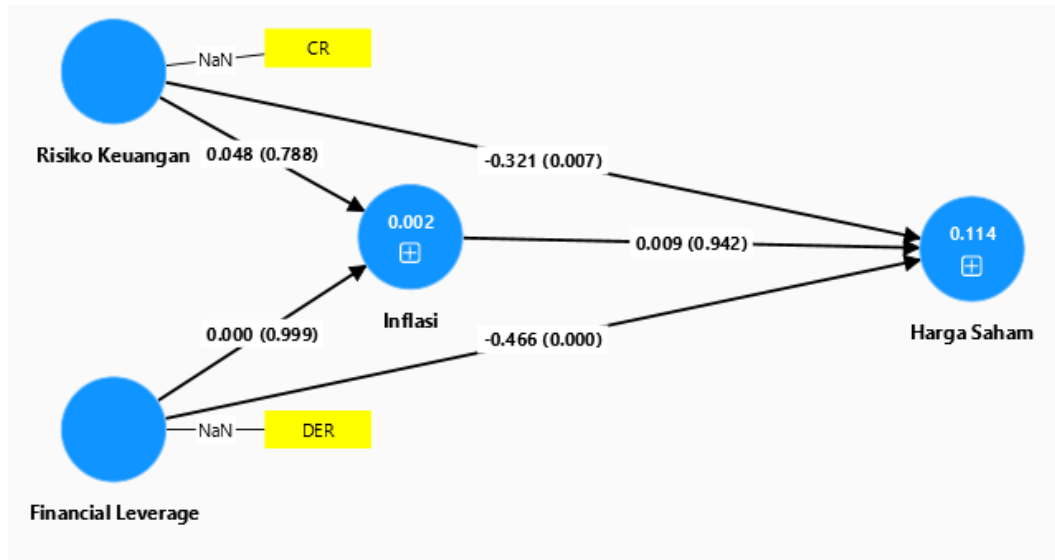 NaN
CR
Risiko Keuangan
0.048 (0.788)
-0.321 (0.007)
0.002
0.009 (0.942)
0.114
Inflasi
Harga Saham
0.000 (0.999)
-0.466 (0.000)
NaN
DER
Financial Leverage